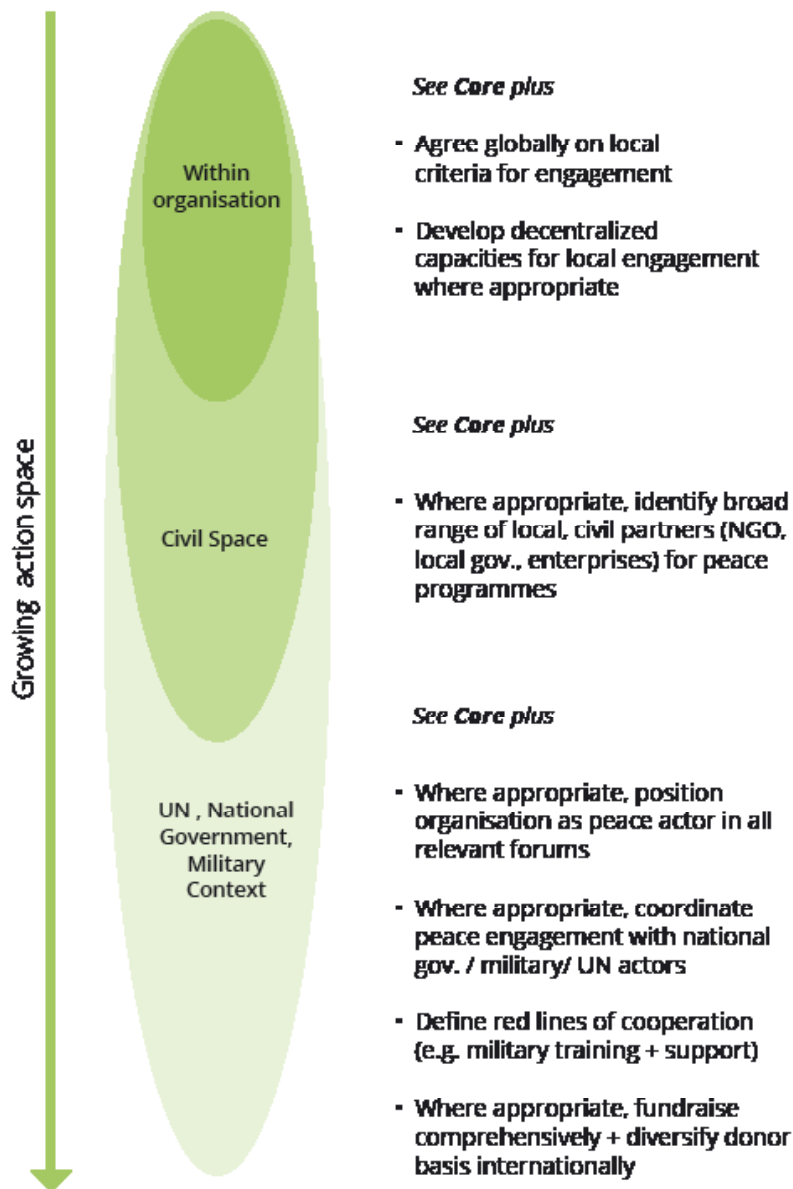 Growing action space
Within
organisation
See Core plus
- Agree globally on local
criteria for engagement
- Develop decentralized
capacities for local engagement
where appropriate
Civil Space
See Core plus
- Where appropriate, identify broad
range of local, civil partners (NGO,
local gov., enterprises) for peace
programmes
UN , National
Government,
Military
Context
See Core plus
- Where appropriate, position
organisation as peace actor in all
relevant forums
- Where appropriate, coordinate
peace engagement with national
gov. / military/ UN actors
- Define red lines of cooperation
(e.g. military training + support)
- Where appropriate, fundraise
comprehensively + diversify donor
basis internationally